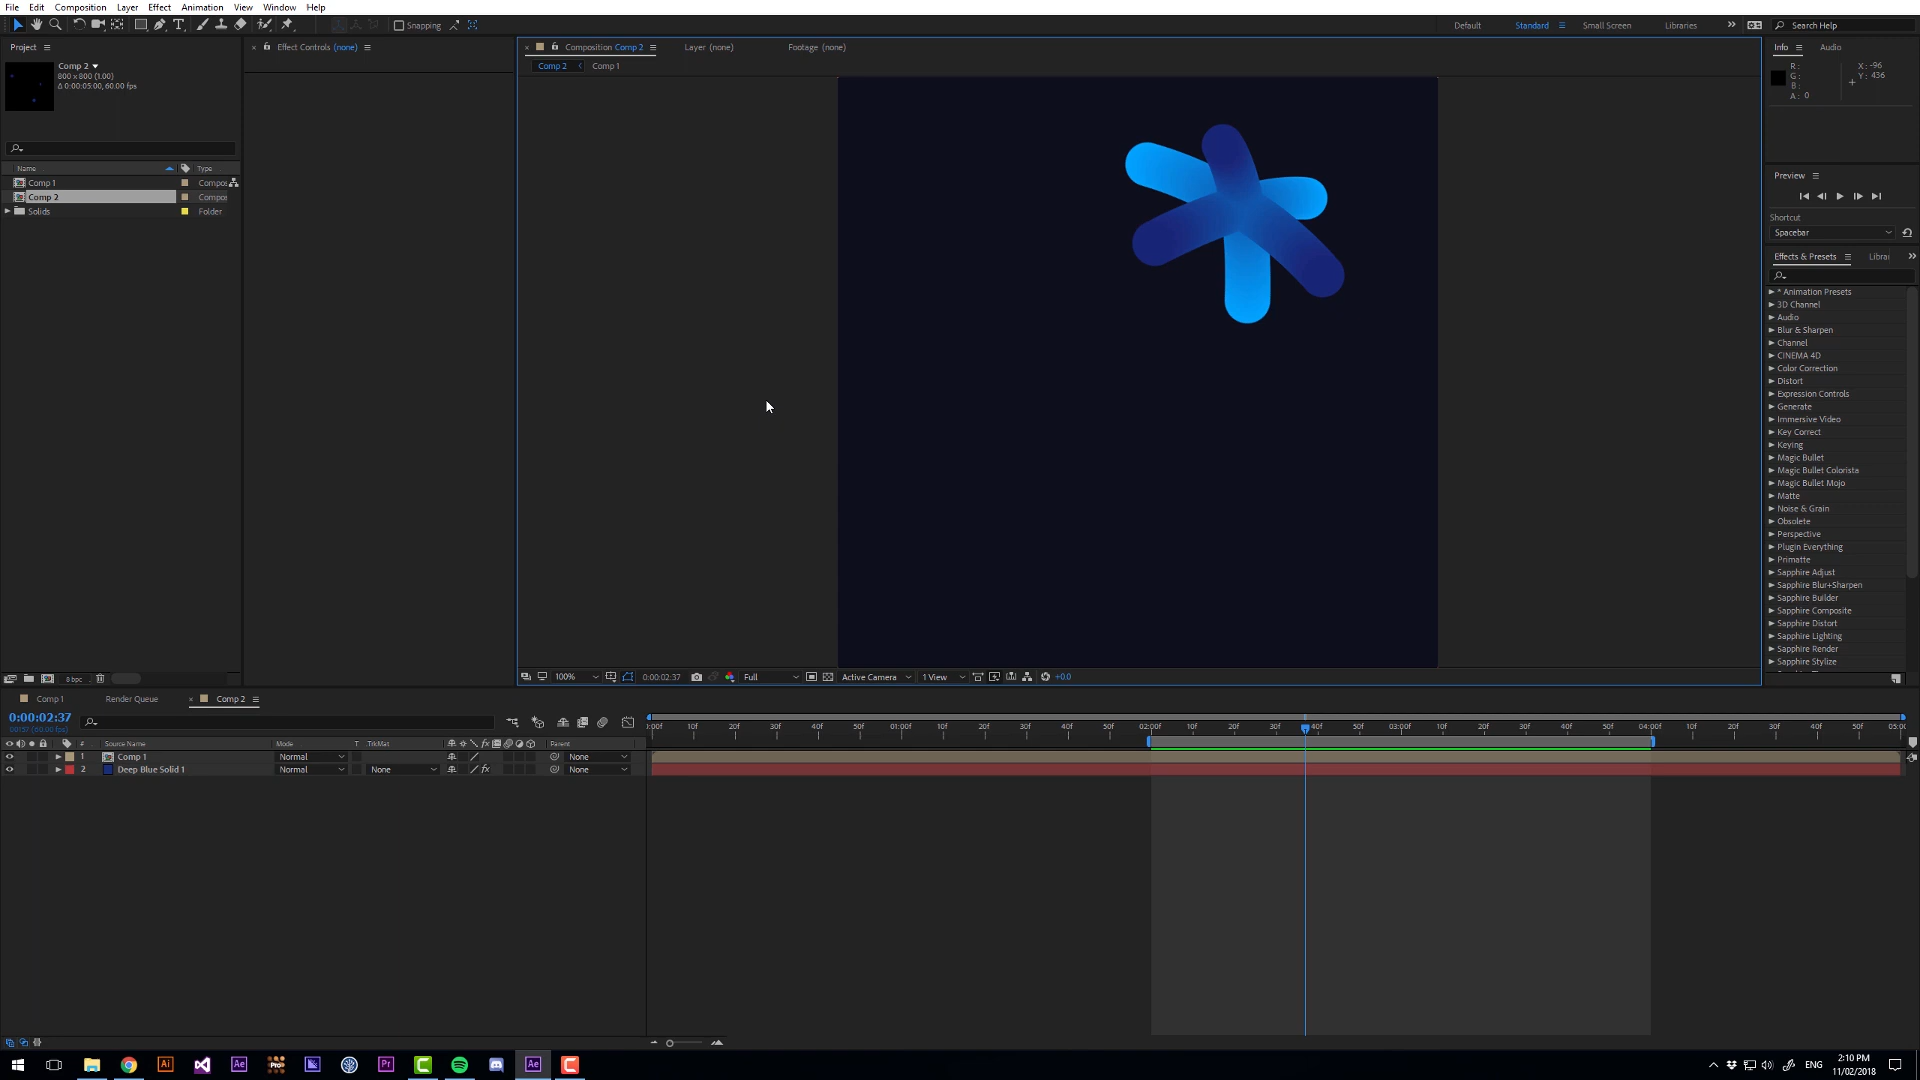 File Edit Composition Layer Effect Animation View Window Help
Snapping Default Standard Small Screen Libraries Search Help
Project Effect Controls (none) Composition Comp 2 Layer (none) Footage (none) Info Audio
Comp 2 800 x 800 (1.00) Δ 0:00:05:00, 60.00 fps
Comp 2 Comp 1
R: G: B: A: 0 X: -96 Y: 436
Name Type
Comp 1 Compos
Comp 2 Compos
Solids Folder
Preview
Shortcut
Spacebar
Effects & Presets Librar
* Animation Presets
3D Channel
Audio
Blur & Sharpen
Channel
CINEMA 4D
Color Correction
Distort
Expression Controls
Generate
Immersive Video
Key Correct
Keying
Magic Bullet
Magic Bullet Colorista
Magic Bullet Mojo
Matte
Noise & Grain
Obsolete
Perspective
Plugin Everything
Primatte
Sapphire Adjust
Sapphire Blur+Sharpen
Sapphire Builder
Sapphire Composite
Sapphire Distort
Sapphire Lighting
Sapphire Render
Sapphire Stylize
8 bpc 100% 0:00:02:37 Full Active Camera 1 View +0.0
Comp 1 Render Queue Comp 2
0:00:02:37
):00f 10f 20f 30f 40f 50f 01:00f 10f 20f 30f 40f 50f 02:00f 10f 20f 30f 40f 50f 03:00f 10f 20f 30f 40f 50f 04:00f 10f 20f 30f 40f 50f 05:00
# Source Name Mode T TrkMat fx Parent
1 Comp 1 Normal None
2 Deep Blue Solid 1 Normal None fx None
Ai Ae Pro Pr Ae ENG 2:10 PM
11/02/2018